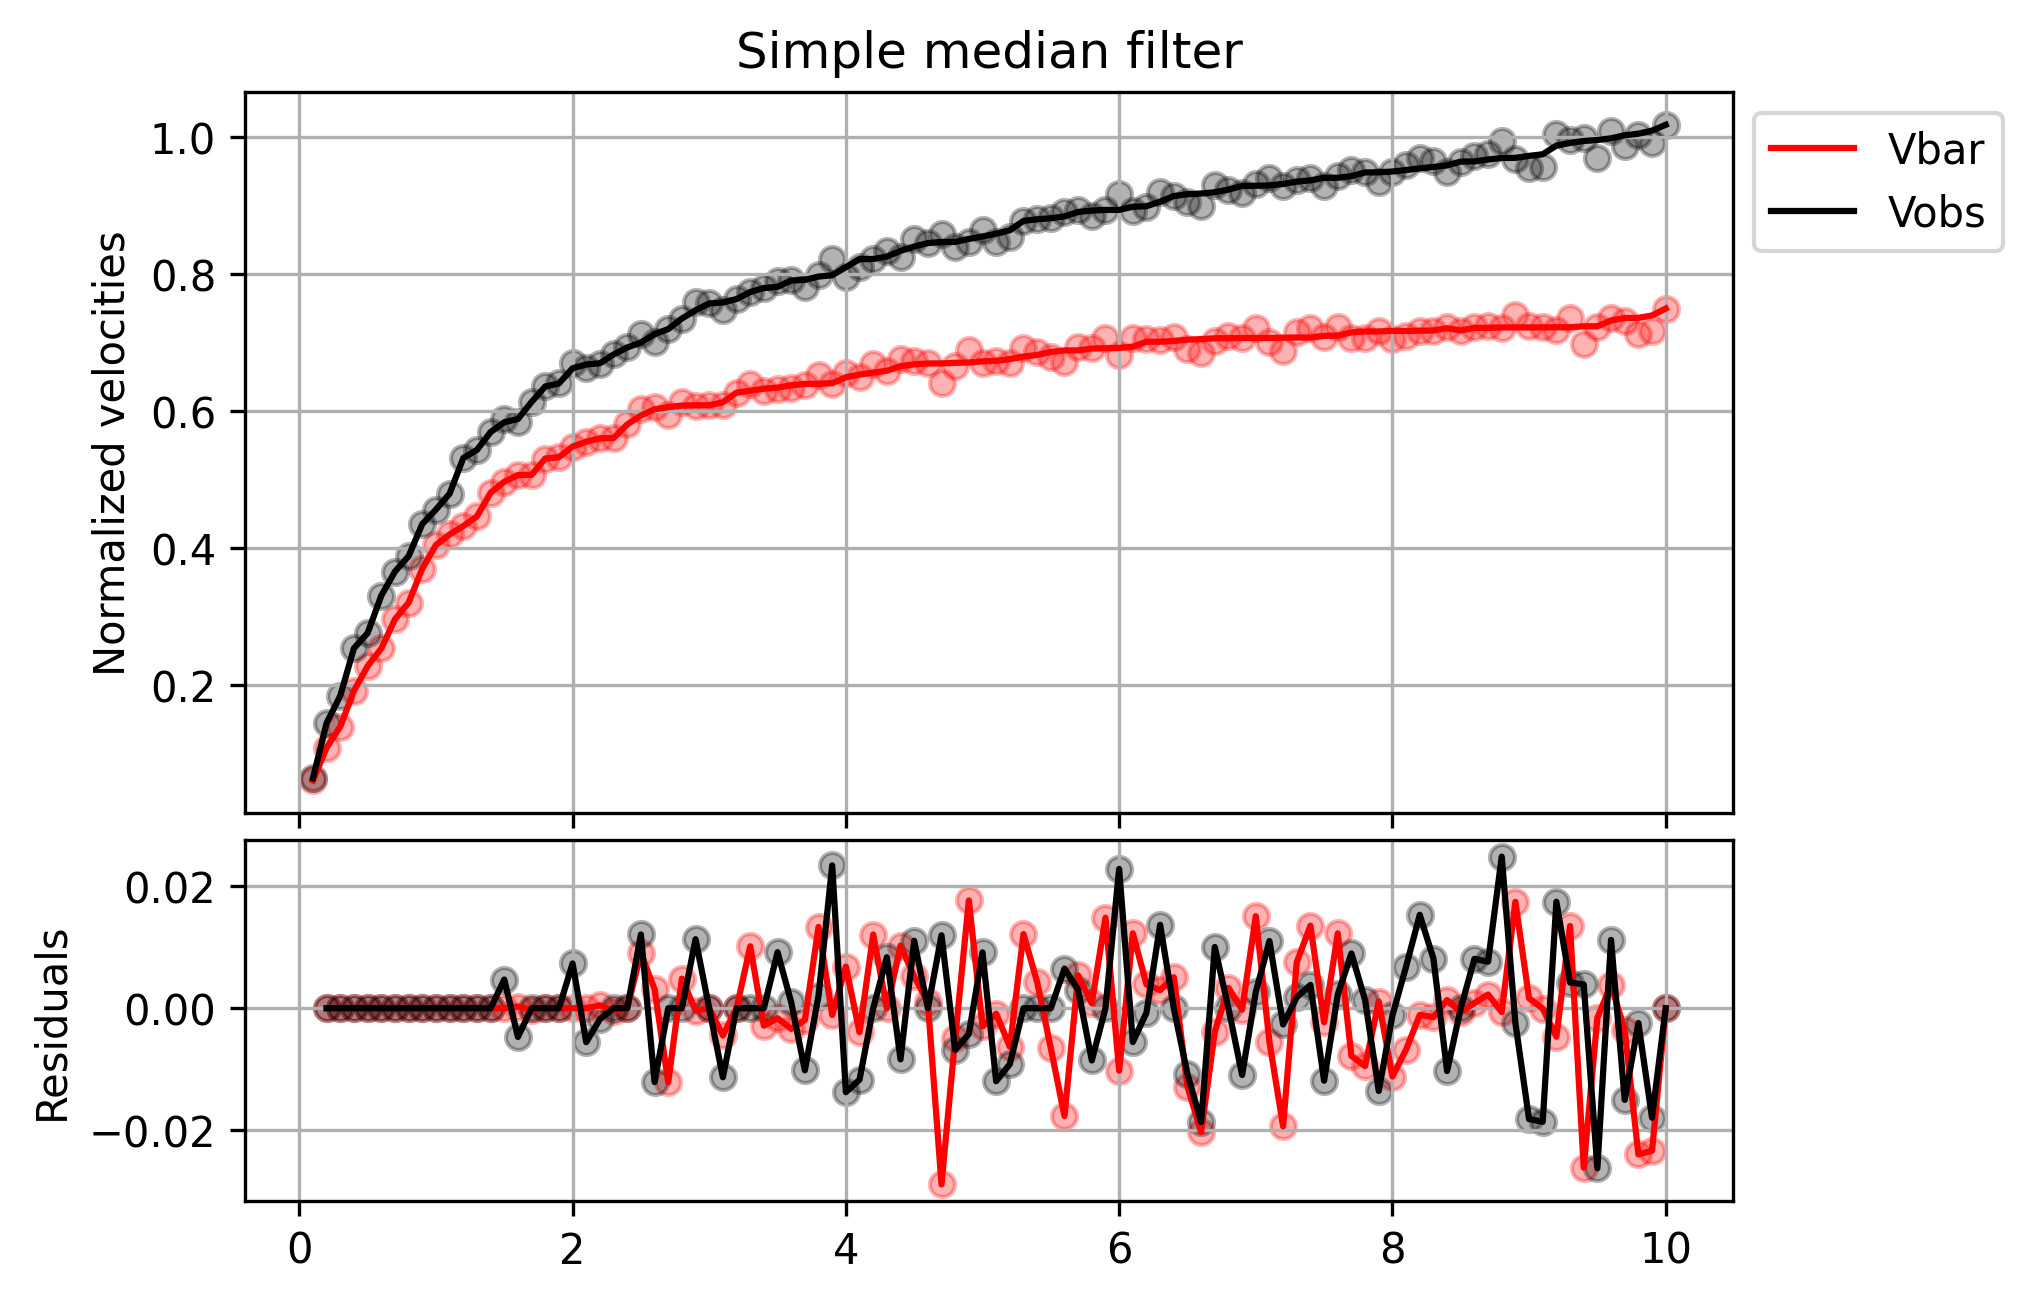 Simple median filter
Normalized velocities
1.0
0.8
0.6
0.4
0.2
Vbar
Vobs
Residuals
0.02
0.00
−0.02
0 2 4 6 8 10